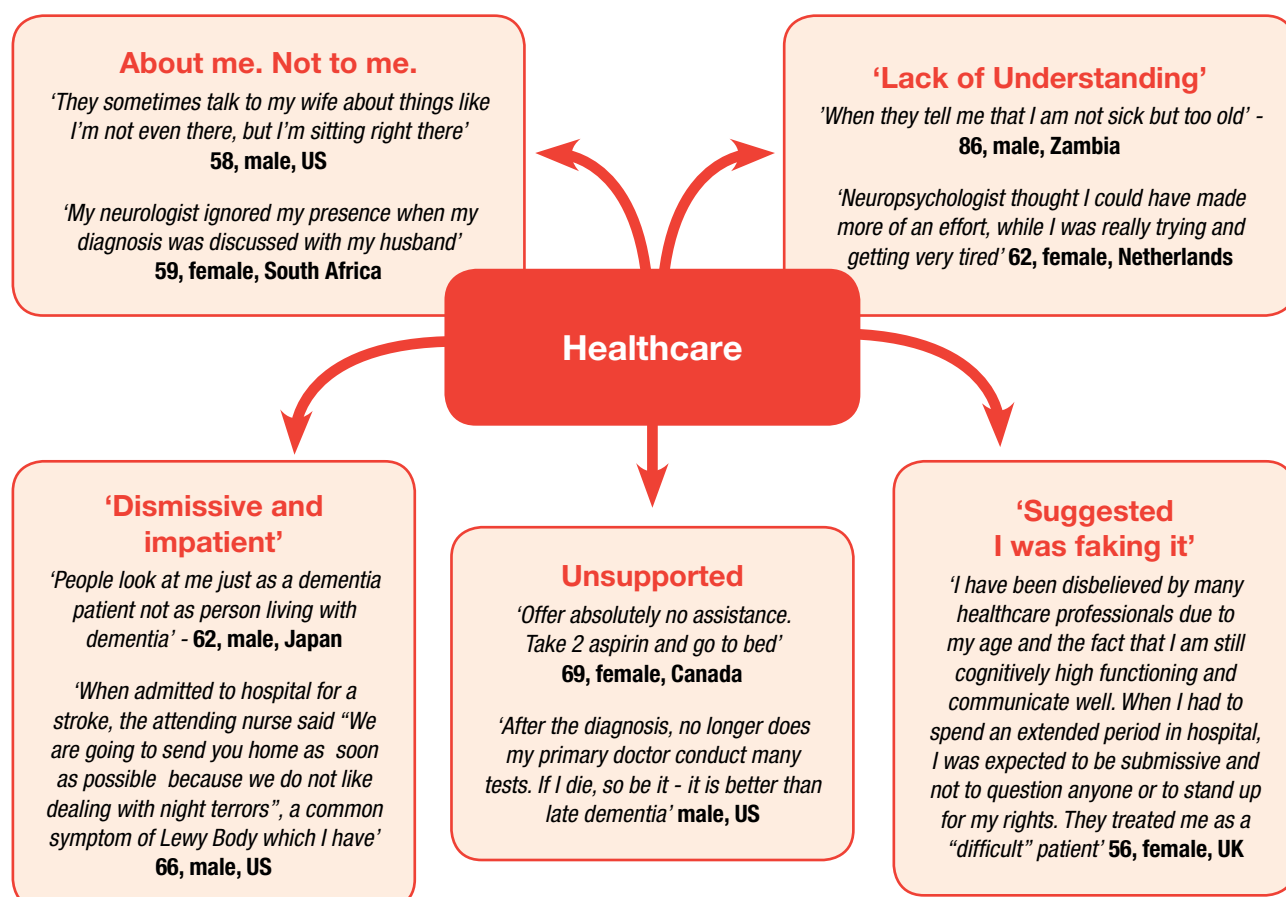 About me. Not to me.
‘They sometimes talk to my wife about things like
I’m not even there, but I’m sitting right there’
58, male, US
‘My neurologist ignored my presence when my
diagnosis was discussed with my husband’
59, female, South Africa
‘Lack of Understanding’
’When they tell me that I am not sick but too old’ -
86, male, Zambia
‘Neuropsychologist thought I could have made
more of an effort, while I was really trying and
getting very tired’ 62, female, Netherlands
Healthcare
‘Dismissive and
impatient’
‘People look at me just as a dementia
patient not as person living with
dementia’ - 62, male, Japan
‘When admitted to hospital for a
stroke, the attending nurse said “We
are going to send you home as soon
as possible because we do not like
dealing with night terrors”, a common
symptom of Lewy Body which I have’
66, male, US
Unsupported
‘Offer absolutely no assistance.
Take 2 aspirin and go to bed’
69, female, Canada
‘After the diagnosis, no longer does
my primary doctor conduct many
tests. If I die, so be it - it is better than
late dementia’ male, US
‘Suggested
I was faking it’
‘I have been disbelieved by many
healthcare professionals due to
my age and the fact that I am still
cognitively high functioning and
communicate well. When I had to
spend an extended period in hospital,
I was expected to be submissive and
not to question anyone or to stand up
for my rights. They treated me as a
“difficult” patient’ 56, female, UK